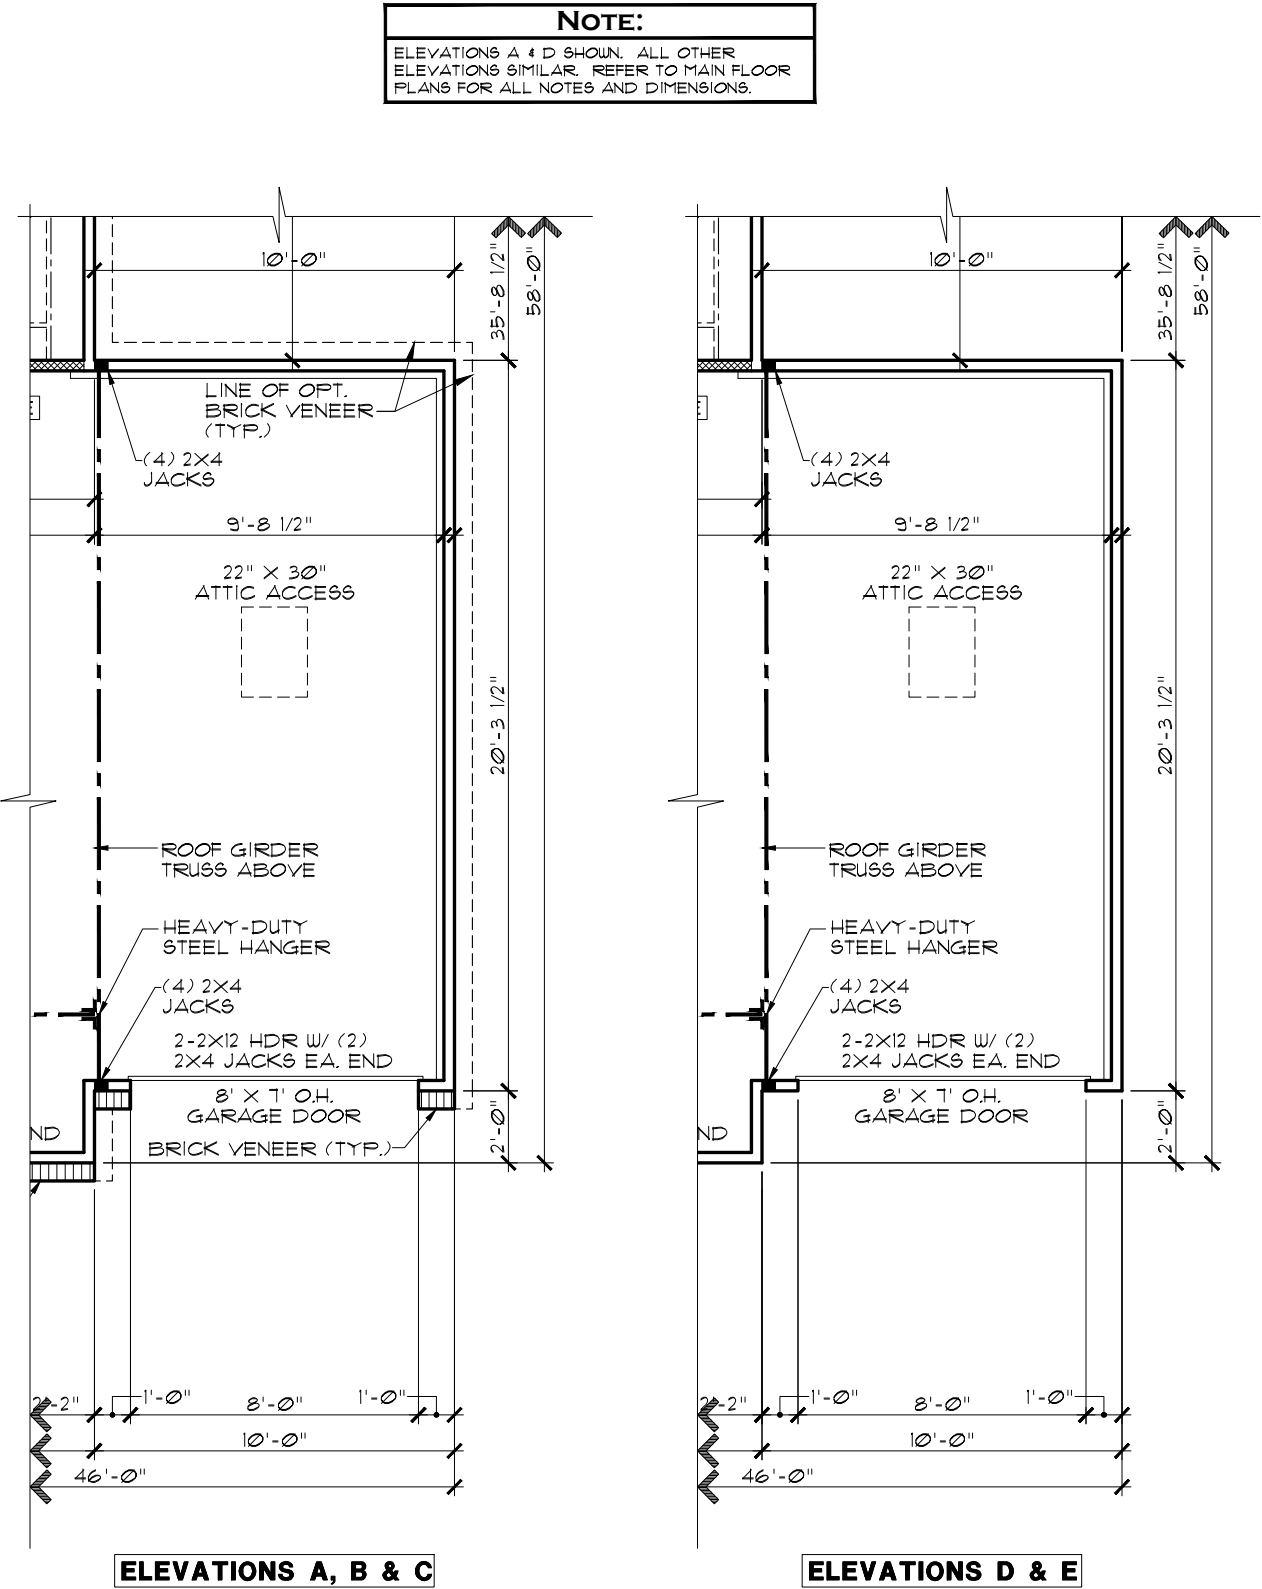 NOTE:
ELEVATIONS A & D SHOWN. ALL OTHER
ELEVATIONS SIMILAR. REFER TO MAIN FLOOR
PLANS FOR ALL NOTES AND DIMENSIONS.
10'-0"
35'-8 1/2"
58'-0"
LINE OF OPT.
BRICK VENEER
(TYP.)
(4) 2X4
JACKS
9'-8 1/2"
22" X 30"
ATTIC ACCESS
20'-3 1/2"
ROOF GIRDER
TRUSS ABOVE
HEAVY-DUTY
STEEL HANGER
(4) 2X4
JACKS
2-2X12 HDR W/ (2)
2X4 JACKS EA. END
8' X 7' O.H.
GARAGE DOOR
ND
BRICK VENEER (TYP.)
2'-0"
1'-0"
8'-0"
1'-0"
10'-0"
46'-0"
ELEVATIONS A, B & C
10'-0"
35'-8 1/2"
58'-0"
(4) 2X4
JACKS
9'-8 1/2"
22" X 30"
ATTIC ACCESS
20'-3 1/2"
ROOF GIRDER
TRUSS ABOVE
HEAVY-DUTY
STEEL HANGER
(4) 2X4
JACKS
2-2X12 HDR W/ (2)
2X4 JACKS EA. END
8' X 7' O.H.
GARAGE DOOR
ND
2'-0"
1'-0"
8'-0"
1'-0"
10'-0"
46'-0"
ELEVATIONS D & E